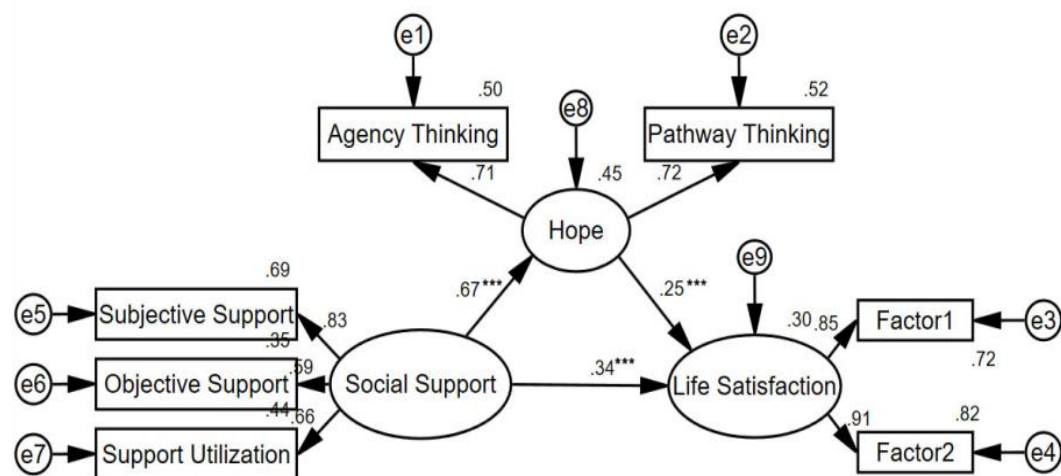 e1
e2
.50
.52
e8
Agency Thinking
Pathway Thinking
.71
.45
.72
Hope
.69
e9
e5
Subjective Support
.67***
.25***
.83
.30
.85
Factor1
e3
.35
.59
.72
e6
Objective Support
Social Support
.34***
Life Satisfaction
.44
.66
.91
.82
e7
Support Utilization
Factor2
e4